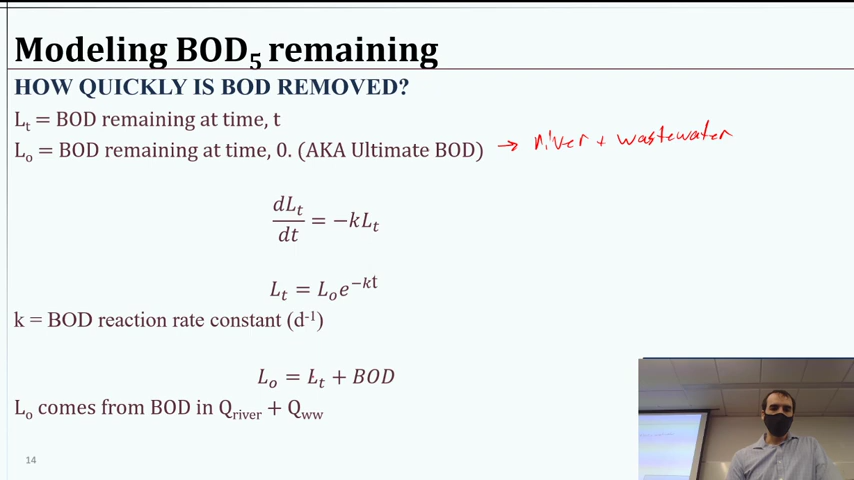 Modeling BOD₅ remaining
HOW QUICKLY IS BOD REMOVED?
Lₜ = BOD remaining at time, t
Lₒ = BOD remaining at time, 0. (AKA Ultimate BOD) → river + wastewater
dLₜ/dt = −kLₜ
Lₜ = Lₒe^−kt
k = BOD reaction rate constant (d⁻¹)
Lₒ = Lₜ + BOD
Lₒ comes from BOD in Q_river + Q_ww
14